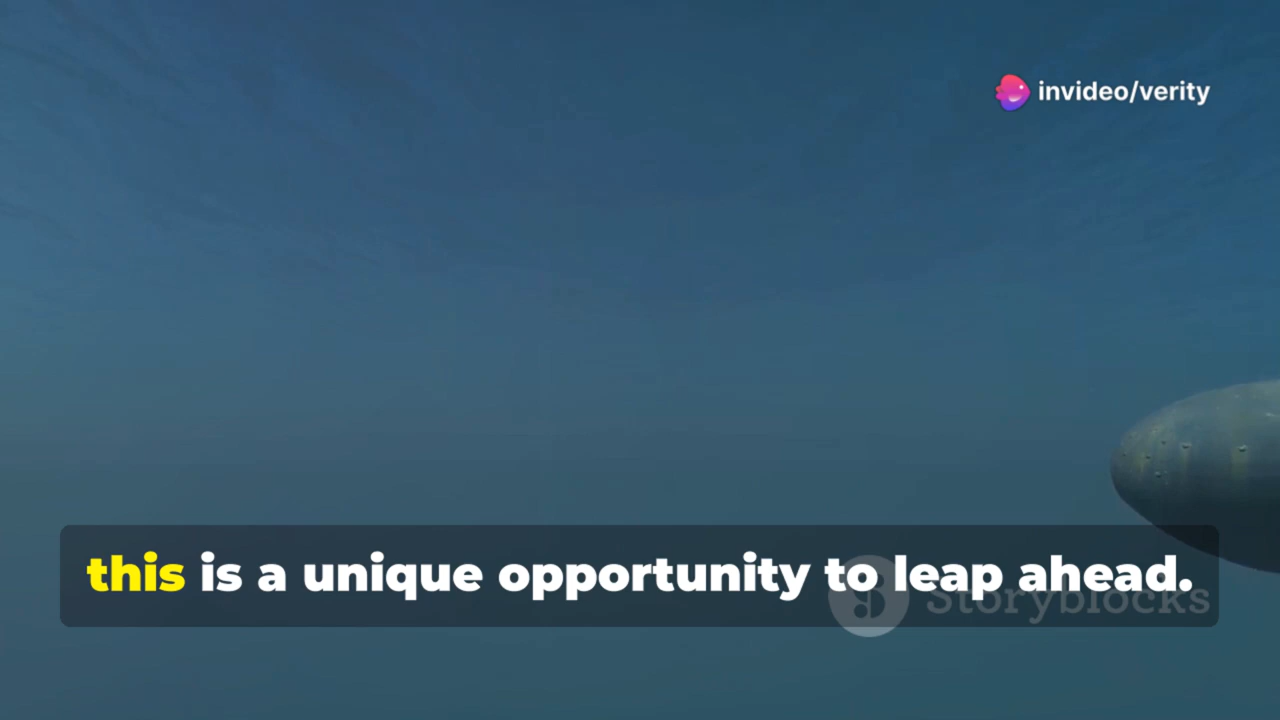 invideo/verity
this is a unique opportunity to leap ahead.
Storyblocks